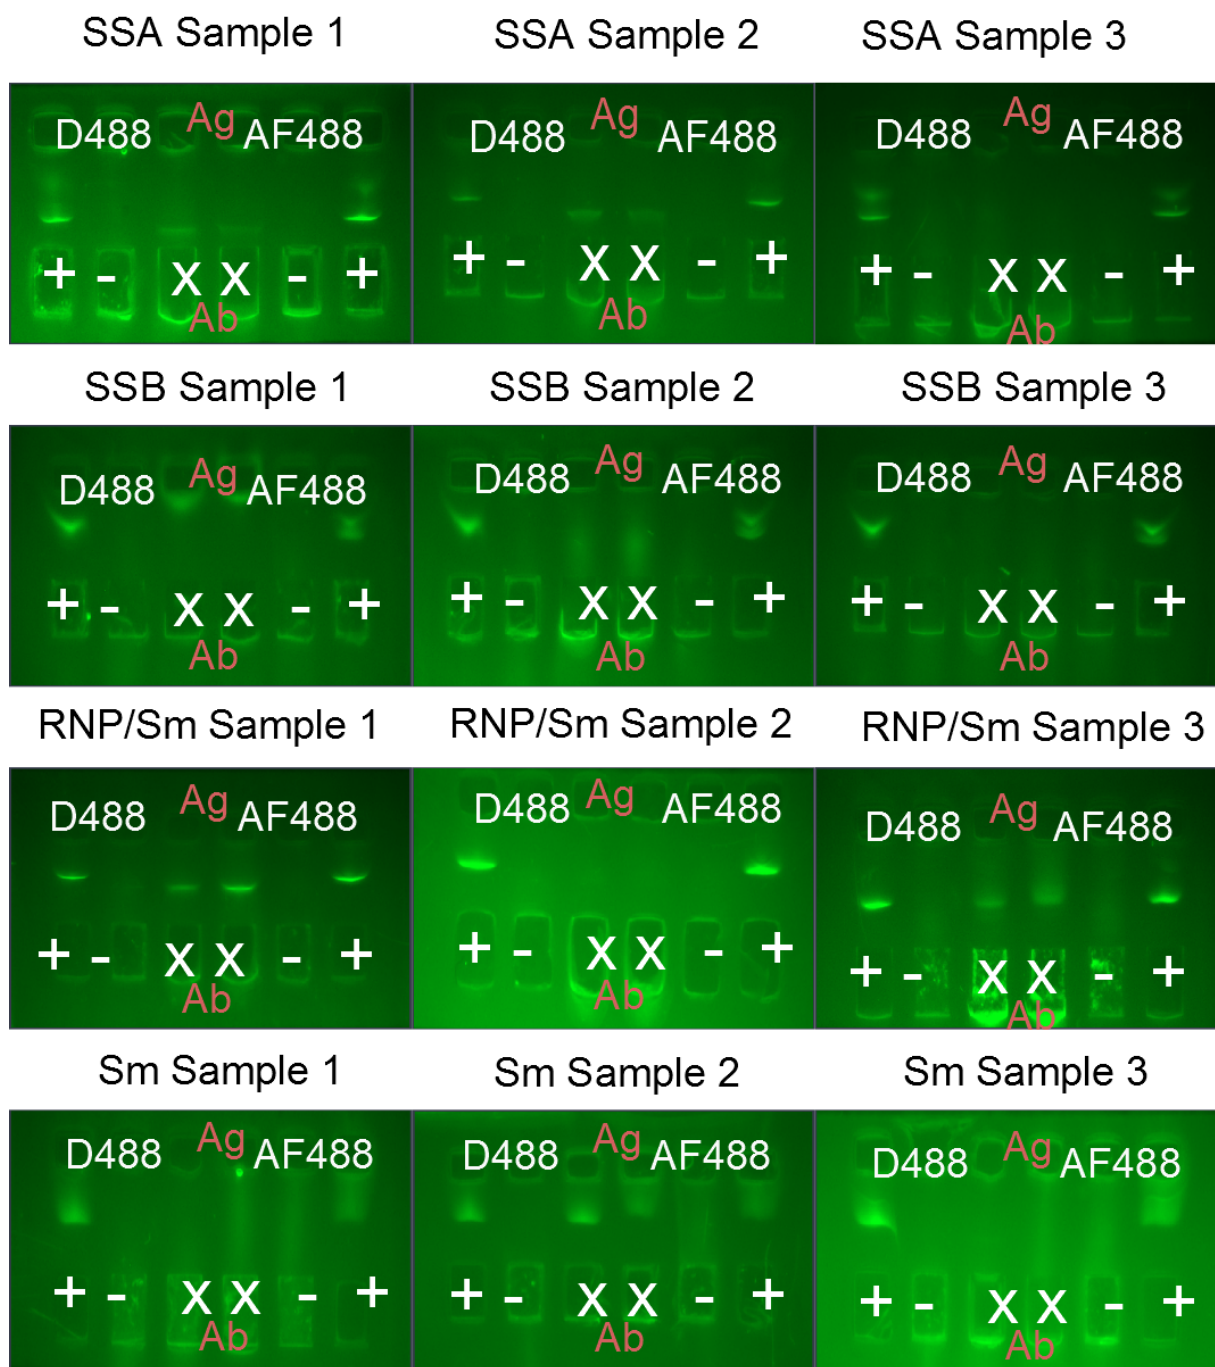 SSA Sample 1 SSA Sample 2 SSA Sample 3
D488 Ag AF488 D488 Ag AF488 D488 Ag AF488
+ - x x - + + - x x - + + - x x - +
Ab Ab Ab
SSB Sample 1 SSB Sample 2 SSB Sample 3
D488 Ag AF488 D488 Ag AF488 D488 Ag AF488
+ - x x - + + - x x - + + - x x - +
Ab Ab Ab
RNP/Sm Sample 1 RNP/Sm Sample 2 RNP/Sm Sample 3
D488 Ag AF488 D488 Ag AF488 D488 Ag AF488
+ - x x - + + - x x - + + - x x - +
Ab Ab Ab
Sm Sample 1 Sm Sample 2 Sm Sample 3
D488 Ag AF488 D488 Ag AF488 D488 Ag AF488
+ - x x - + + - x x - + + - x x - +
Ab Ab Ab